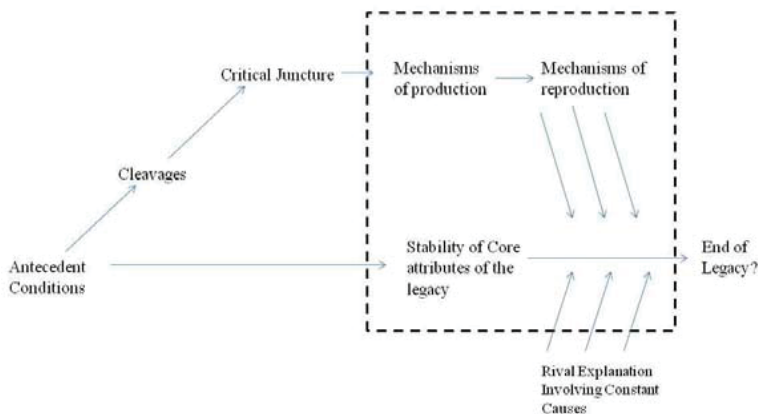 Critical Juncture
Mechanisms
of production
Mechanisms of
reproduction
Cleavages
Antecedent
Conditions
Stability of Core
attributes of the
legacy
End of
Legacy?
Rival Explanation
Involving Constant
Causes